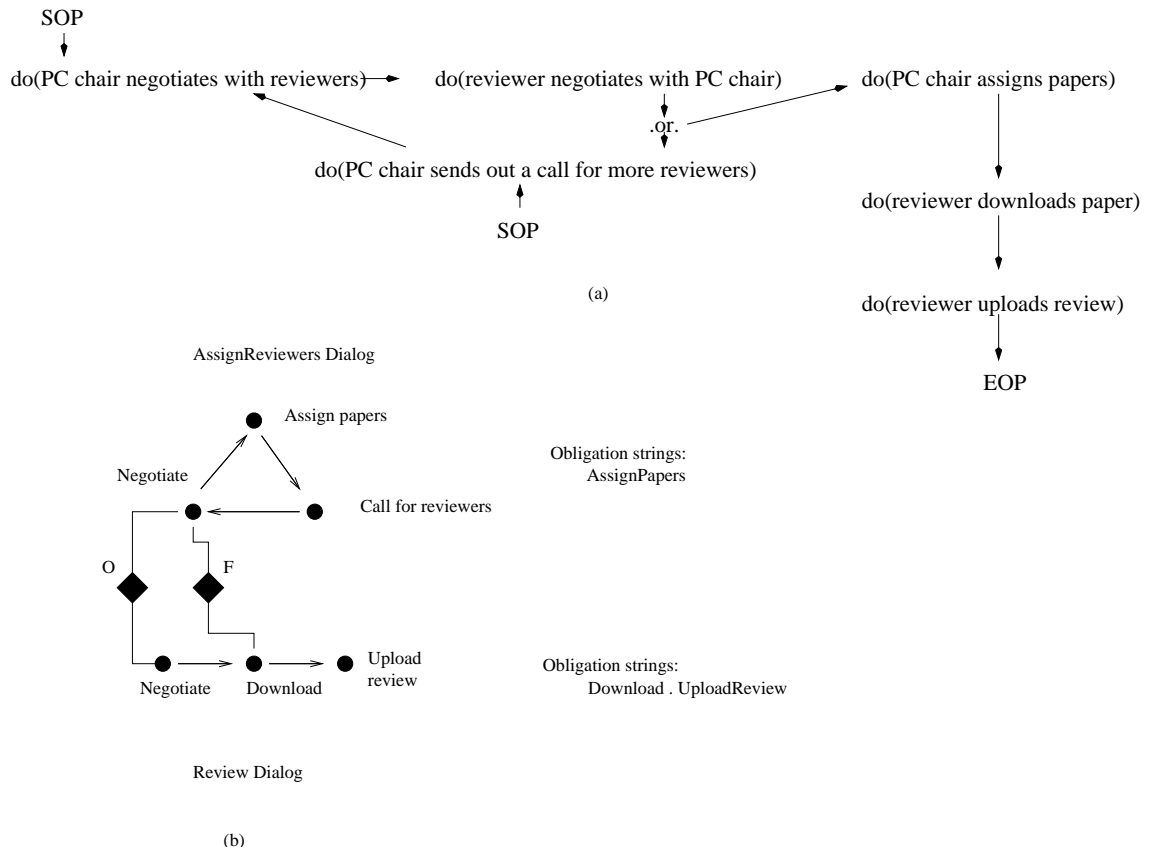 SOP
do(PC chair negotiates with reviewers)
do(reviewer negotiates with PC chair)
do(PC chair assigns papers)
.or.
do(PC chair sends out a call for more reviewers)
do(reviewer downloads paper)
SOP
(a)
do(reviewer uploads review)
AssignReviewers Dialog
EOP
Assign papers
Obligation strings:
AssignPapers
Negotiate
Call for reviewers
O
F
Upload
review
Negotiate
Download
Obligation strings:
Download . UploadReview
Review Dialog
(b)